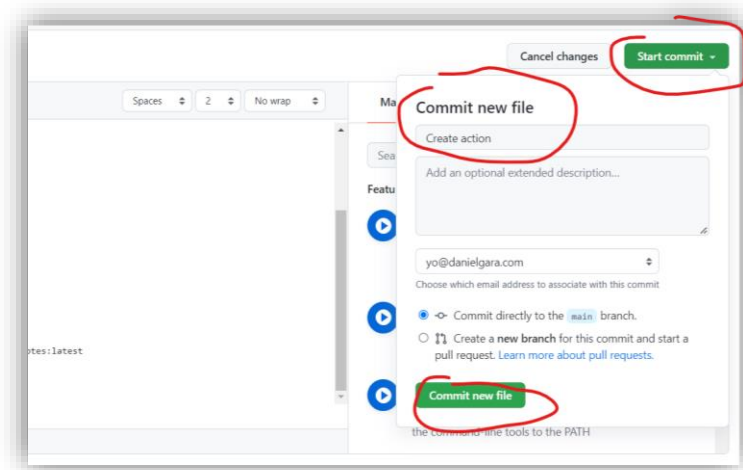 Cancel changes
Start commit
Spaces
2
No wrap
Ma
Commit new file
Create action
Sea
Add an optional extended description...
Featu
yo@danielgara.com
Choose which email address to associate with this commit
Commit directly to the main branch.
Create a new branch for this commit and start a
pull request. Learn more about pull requests.
otes:latest
Commit new file
the command-line tools to the PATH